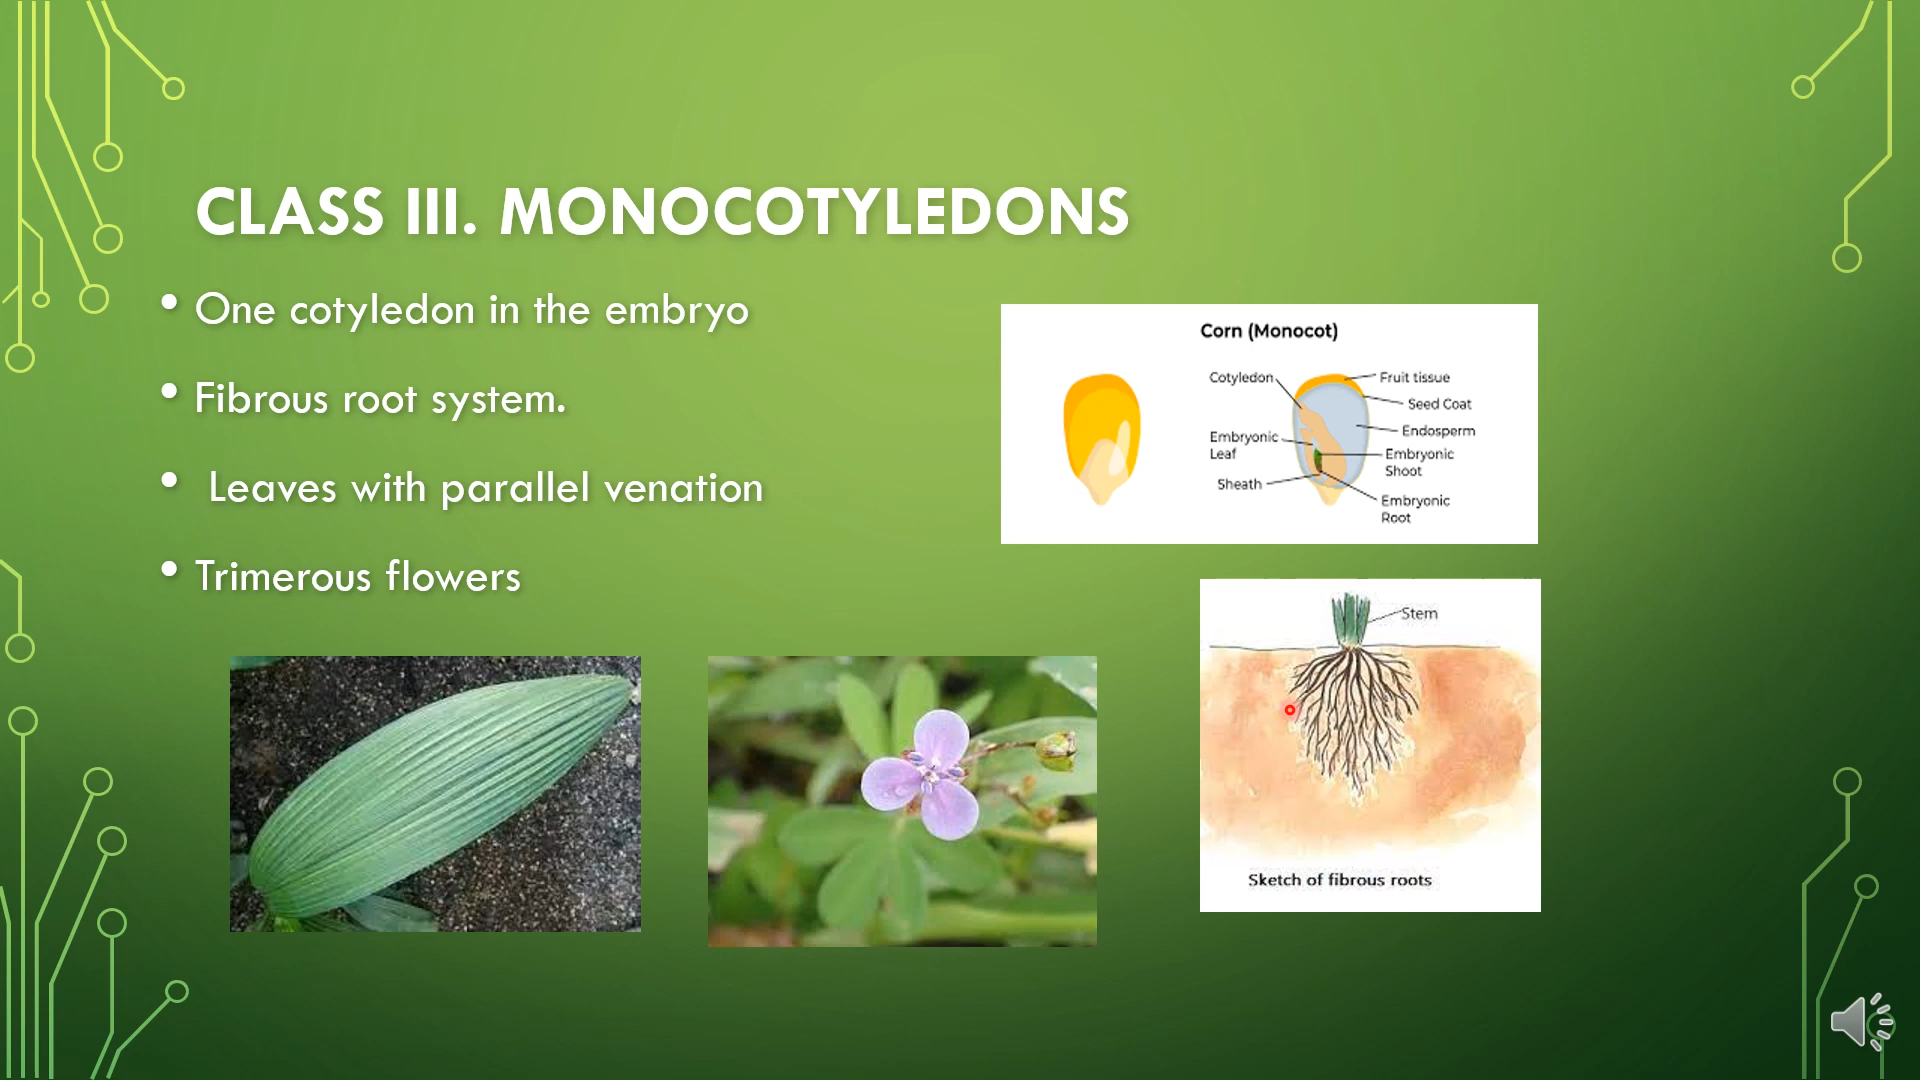 CLASS III. MONOCOTYLEDONS
• One cotyledon in the embryo
• Fibrous root system.
• Leaves with parallel venation
• Trimerous flowers
Corn (Monocot)
Cotyledon
Embryonic
Leaf
Sheath
Fruit tissue
Seed Coat
Endosperm
Embryonic
Shoot
Embryonic
Root
Stem
Sketch of fibrous roots